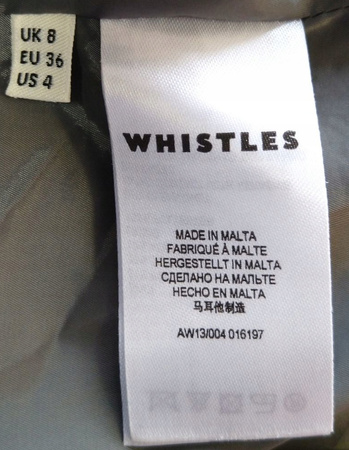 UK 8
EU 36
US 4
WHISTLES
MADE IN MALTA
FABRIQUÉ À MALTE
HERGESTELLT IN MALTA
СДЕЛАНО НА МАЛЬТЕ
HECHO EN MALTA
马耳他制造
AW13/004 016197